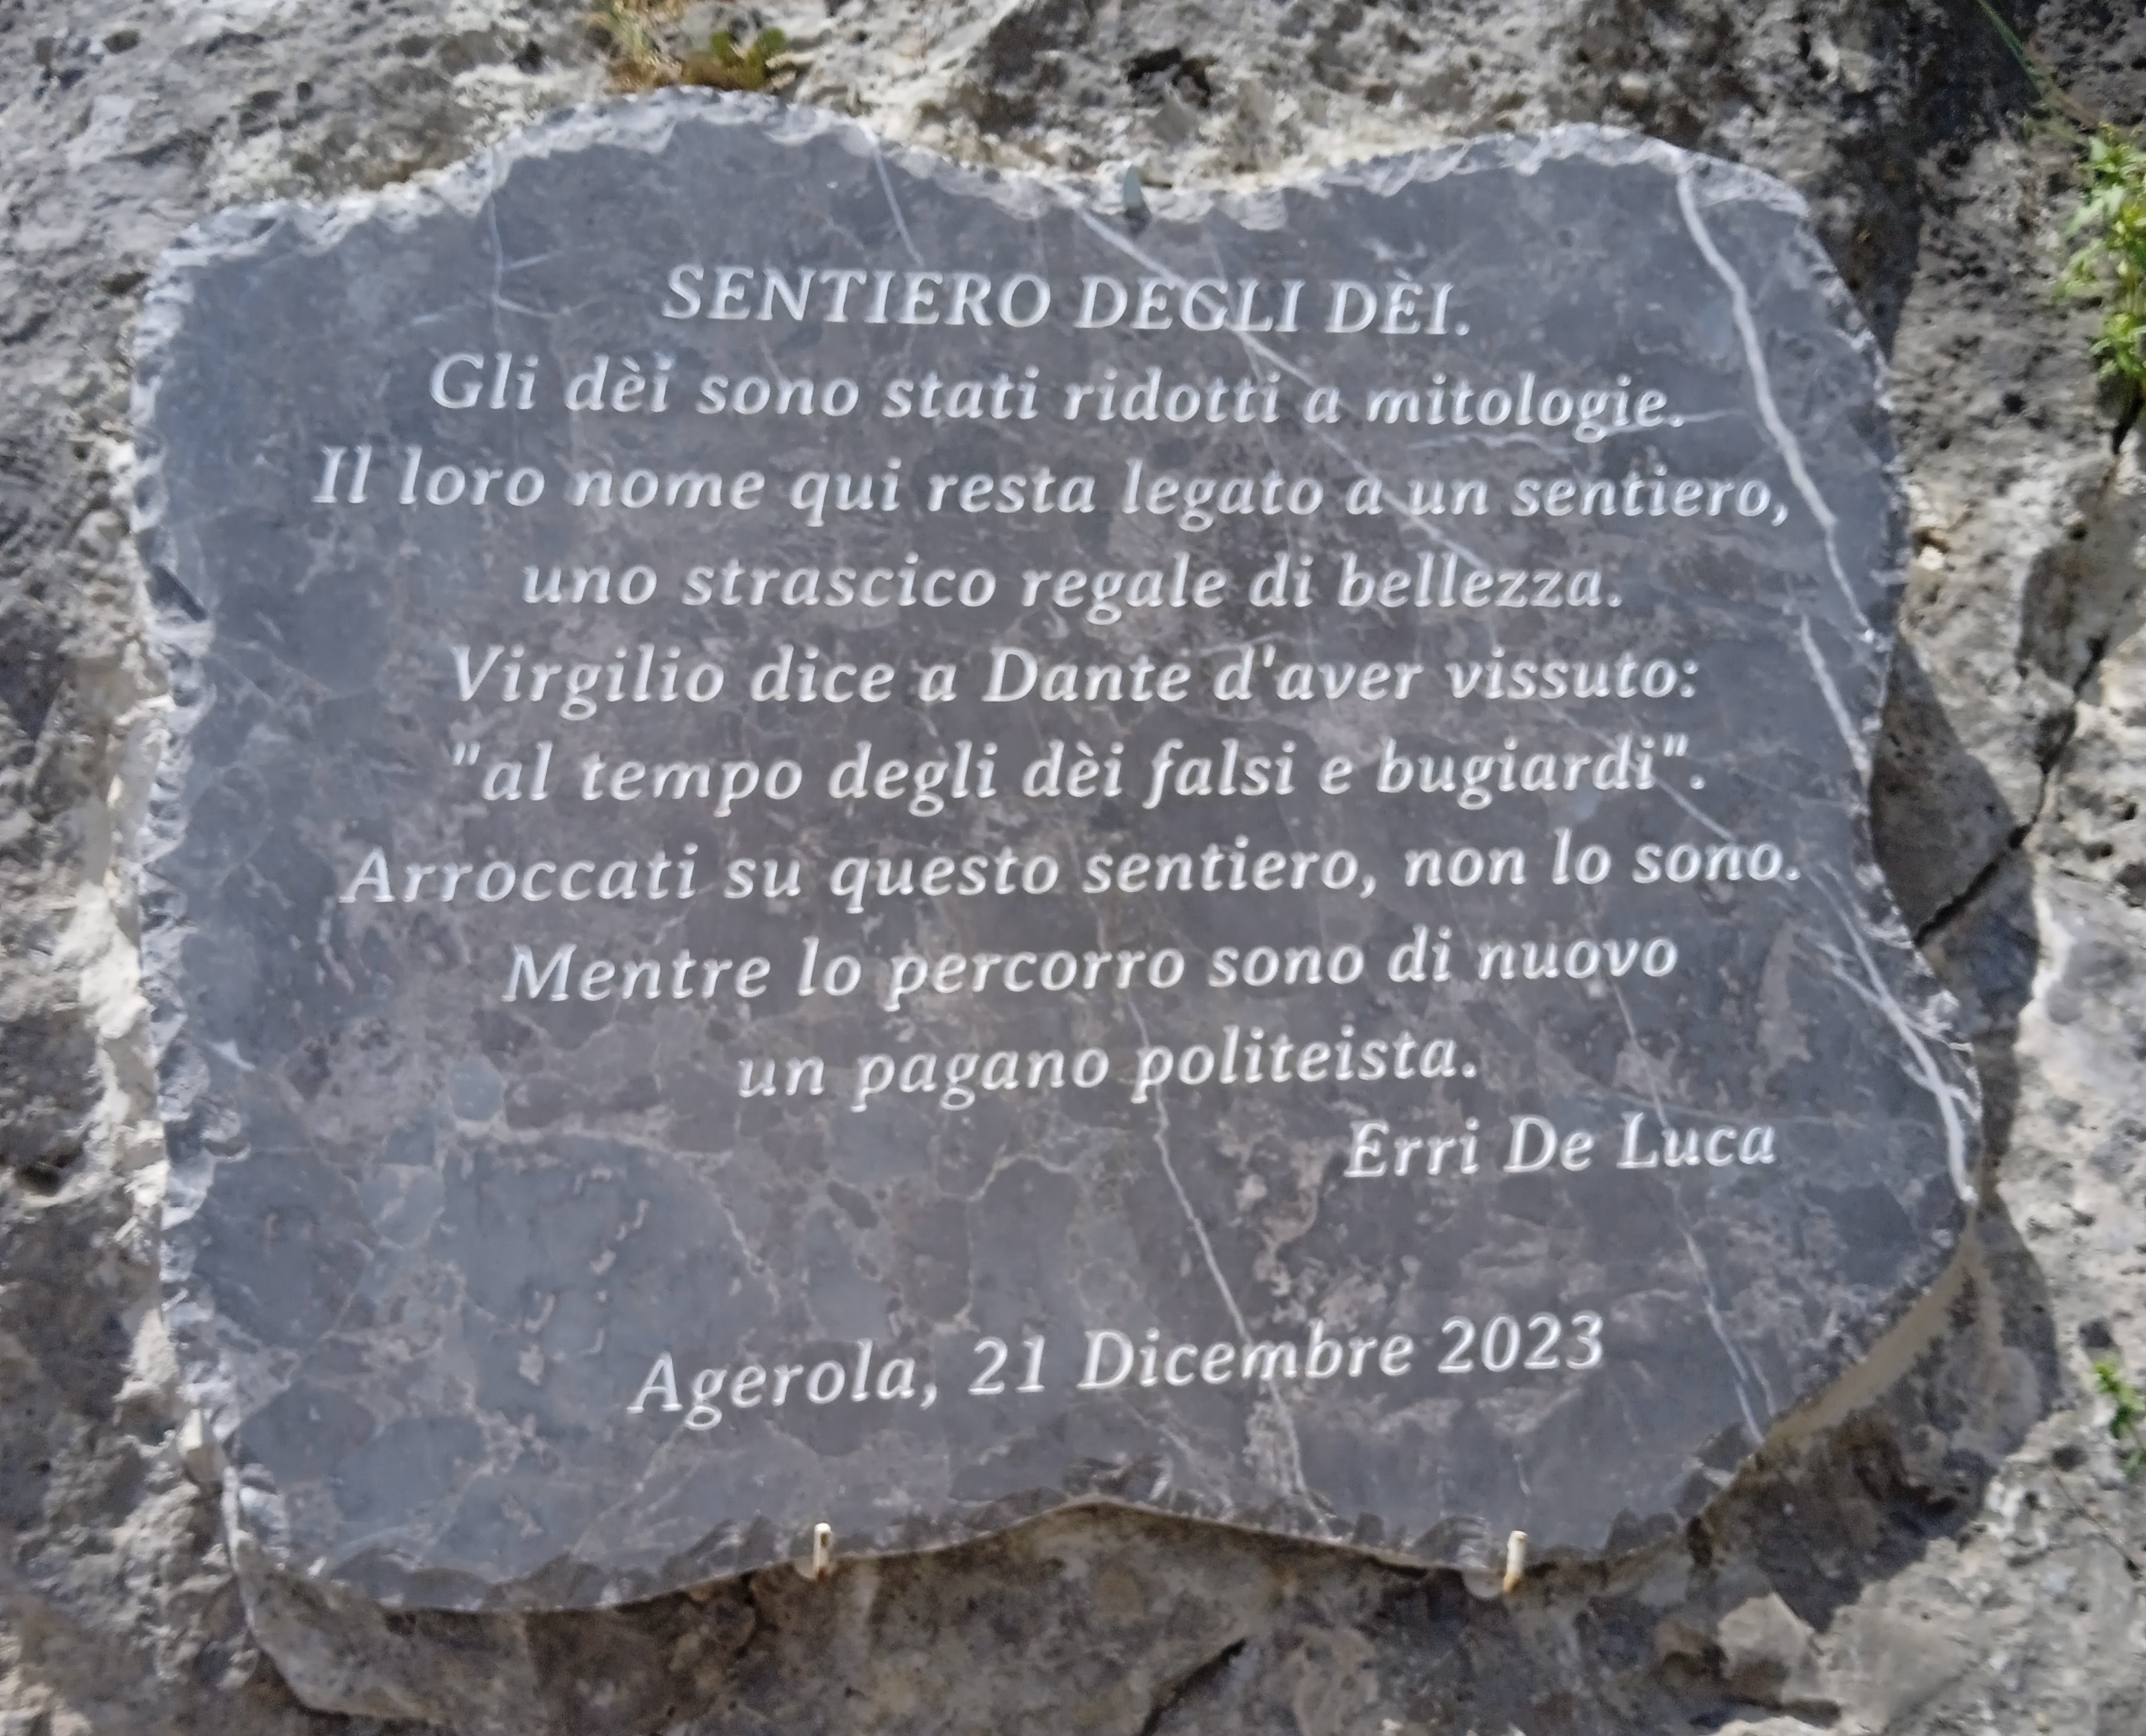 SENTIERO DEGLI DÈI.
Gli dèi sono stati ridotti a mitologie.
Il loro nome qui resta legato a un sentiero,
uno strascico regale di bellezza.
Virgilio dice a Dante d'aver vissuto:
"al tempo degli dèi falsi e bugiardi".
Arroccati su questo sentiero, non lo sono.
Mentre lo percorro sono di nuovo
un pagano politeista.
Erri De Luca
Agerola, 21 Dicembre 2023